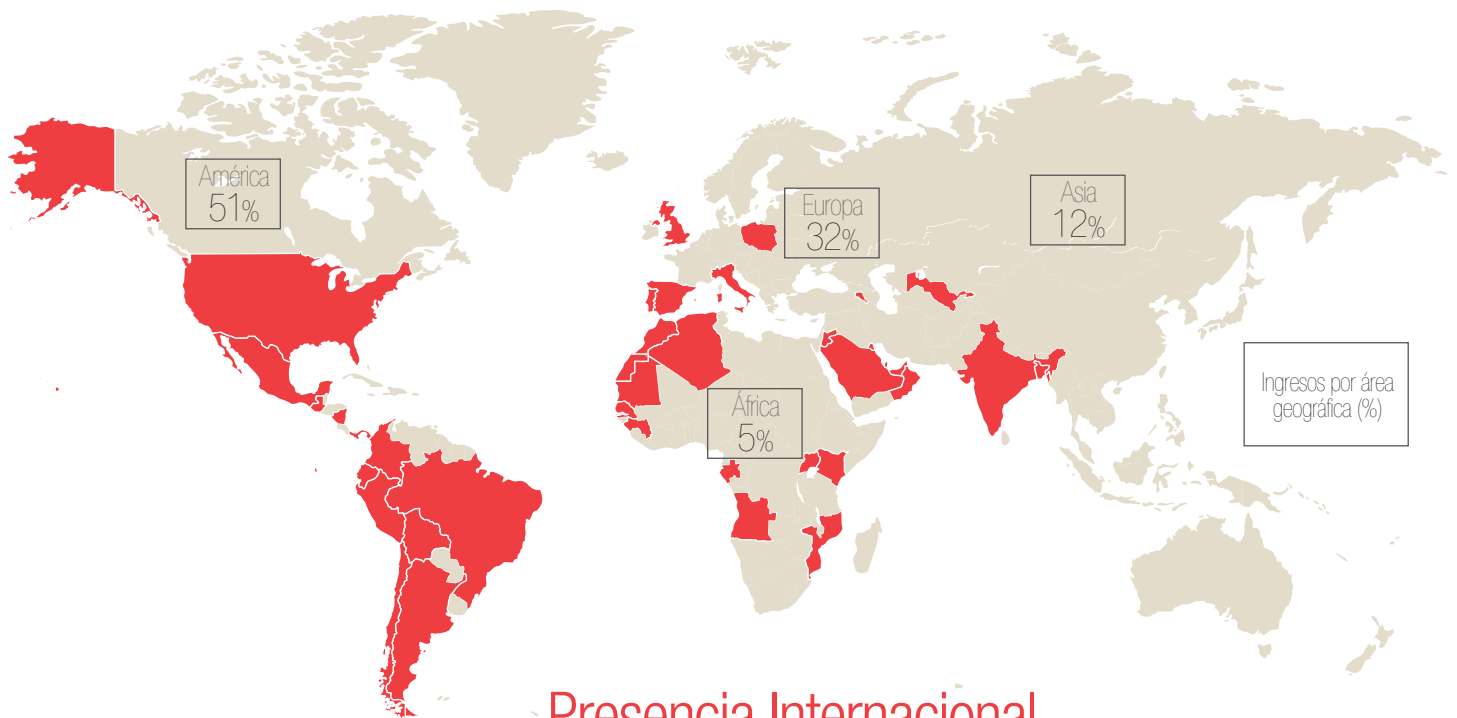 América
51%
Europa
32%
Asia
12%
Ingresos por área
geográfica (%)
África
5%
Presencia Internacional